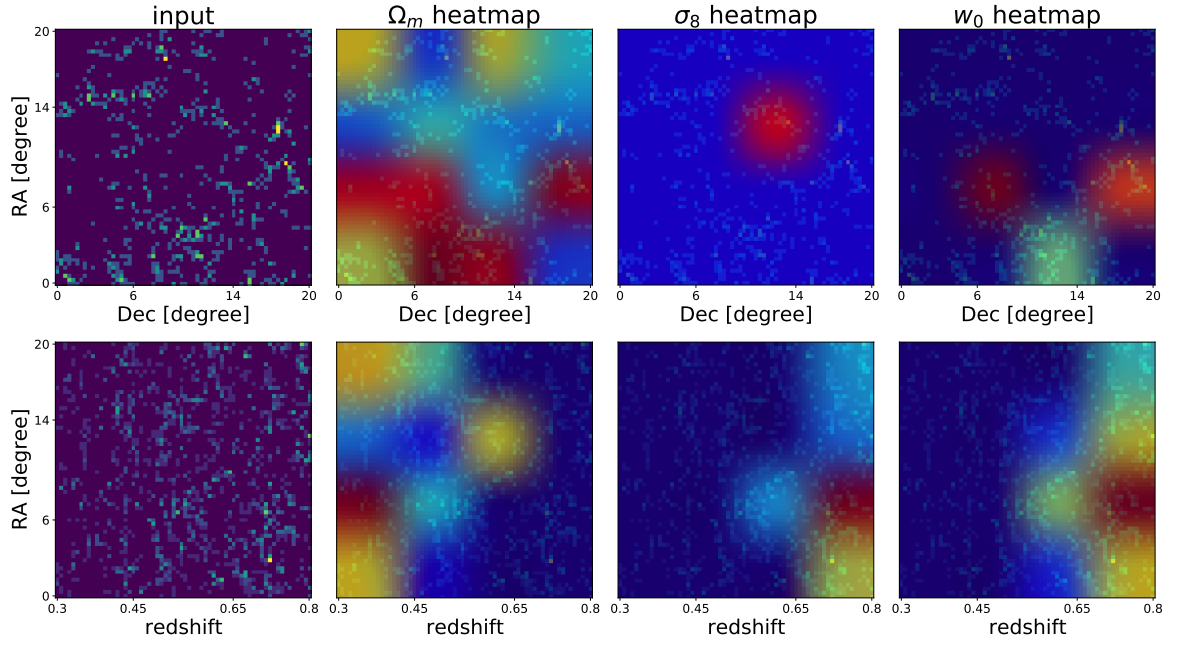 input
Ωₘ heatmap
σ₈ heatmap
w₀ heatmap
RA [degree]
20
14
6
0
0 6 14 20
0 6 14 20
0 6 14 20
0 6 14 20
Dec [degree]
Dec [degree]
Dec [degree]
Dec [degree]
RA [degree]
20
14
6
0
0.3 0.45 0.65 0.8
0.3 0.45 0.65 0.8
0.3 0.45 0.65 0.8
0.3 0.45 0.65 0.8
redshift
redshift
redshift
redshift